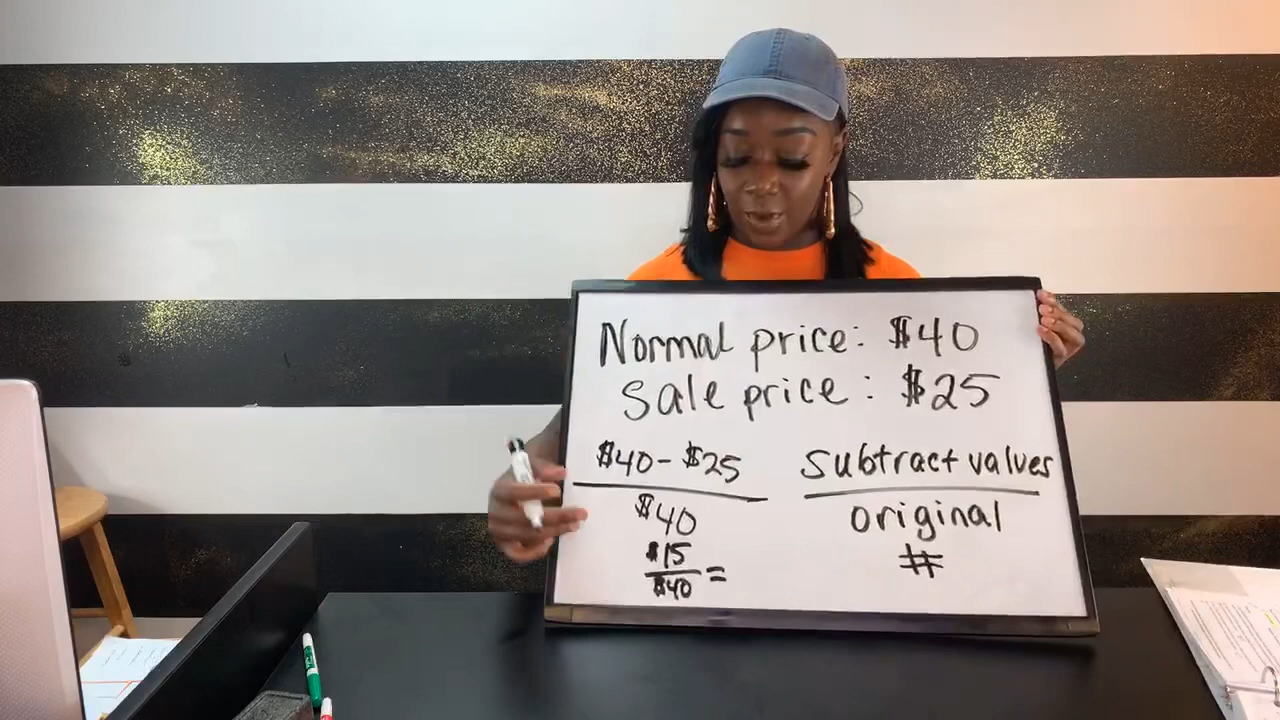 Normal price: $40
Sale price: $25
$40 - $25
$40
$15
$40 =
Subtract values
original
#